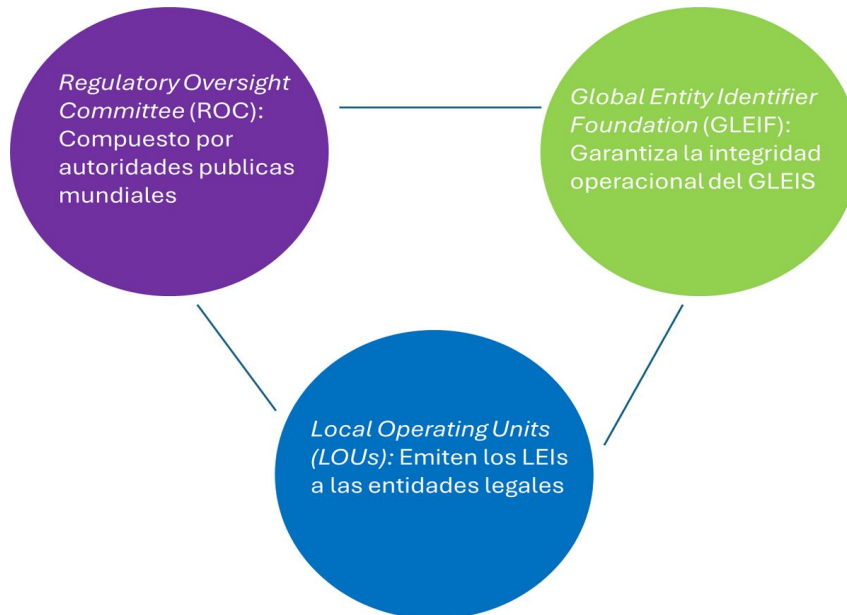 Regulatory Oversight
Committee (ROC):
Compuesto por
autoridades publicas
mundiales
Global Entity Identifier
Foundation (GLEIF):
Garantiza la integridad
operacional del GLEIS
Local Operating Units
(LOUs): Emiten los LEIs
a las entidades legales